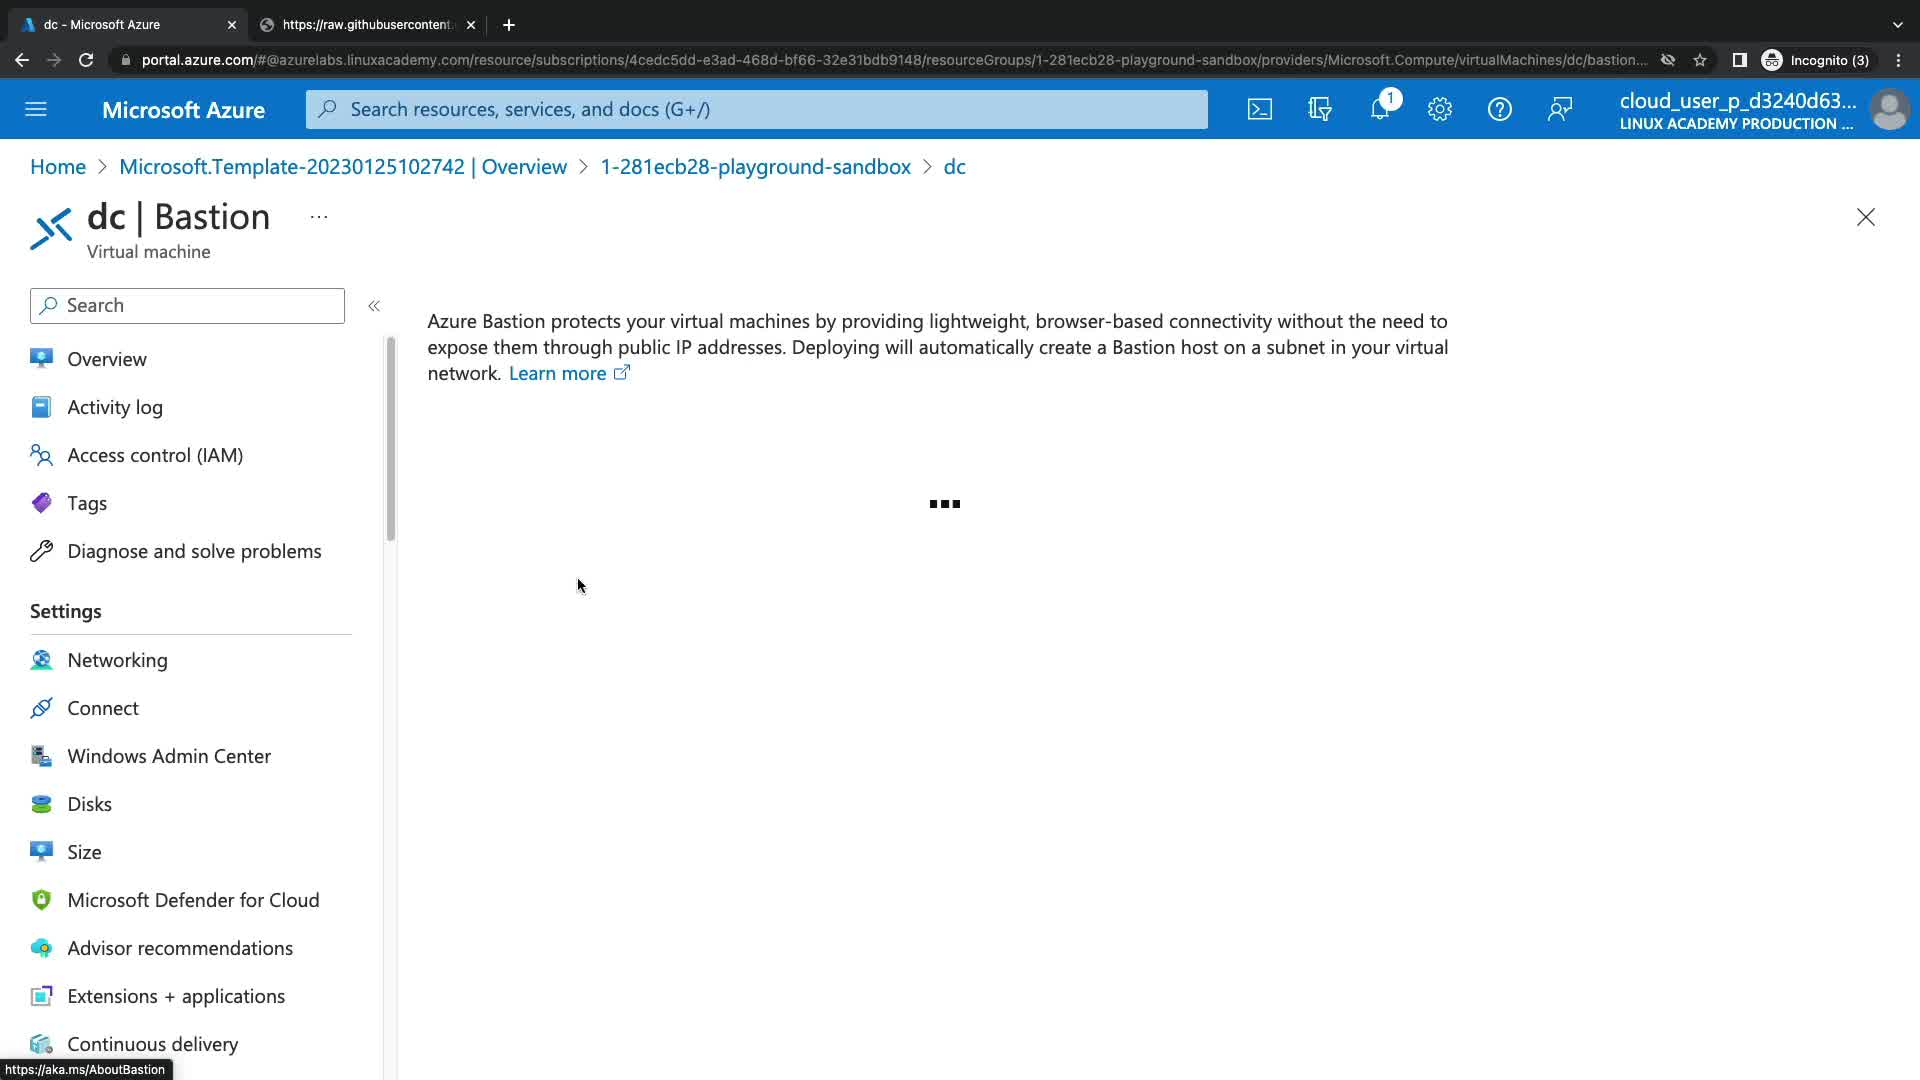 dc - Microsoft Azure
https://raw.githubusercontent.
portal.azure.com/#@azurelabs.linuxacademy.com/resource/subscriptions/4cedc5dd-e3ad-468d-bf66-32e31bdb9148/resourceGroups/1-281ecb28-playground-sandbox/providers/Microsoft.Compute/virtualMachines/dc/bastion...
Incognito (3)
Microsoft Azure
Search resources, services, and docs (G+/)
1
cloud_user_p_d3240d63...
LINUX ACADEMY PRODUCTION ...
Home > Microsoft.Template-20230125102742 | Overview > 1-281ecb28-playground-sandbox > dc
dc | Bastion ...
Virtual machine
Search
Overview
Activity log
Access control (IAM)
Tags
Diagnose and solve problems
Settings
Networking
Connect
Windows Admin Center
Disks
Size
Microsoft Defender for Cloud
Advisor recommendations
Extensions + applications
Continuous delivery
Azure Bastion protects your virtual machines by providing lightweight, browser-based connectivity without the need to
expose them through public IP addresses. Deploying will automatically create a Bastion host on a subnet in your virtual
network. Learn more
https://aka.ms/AboutBastion